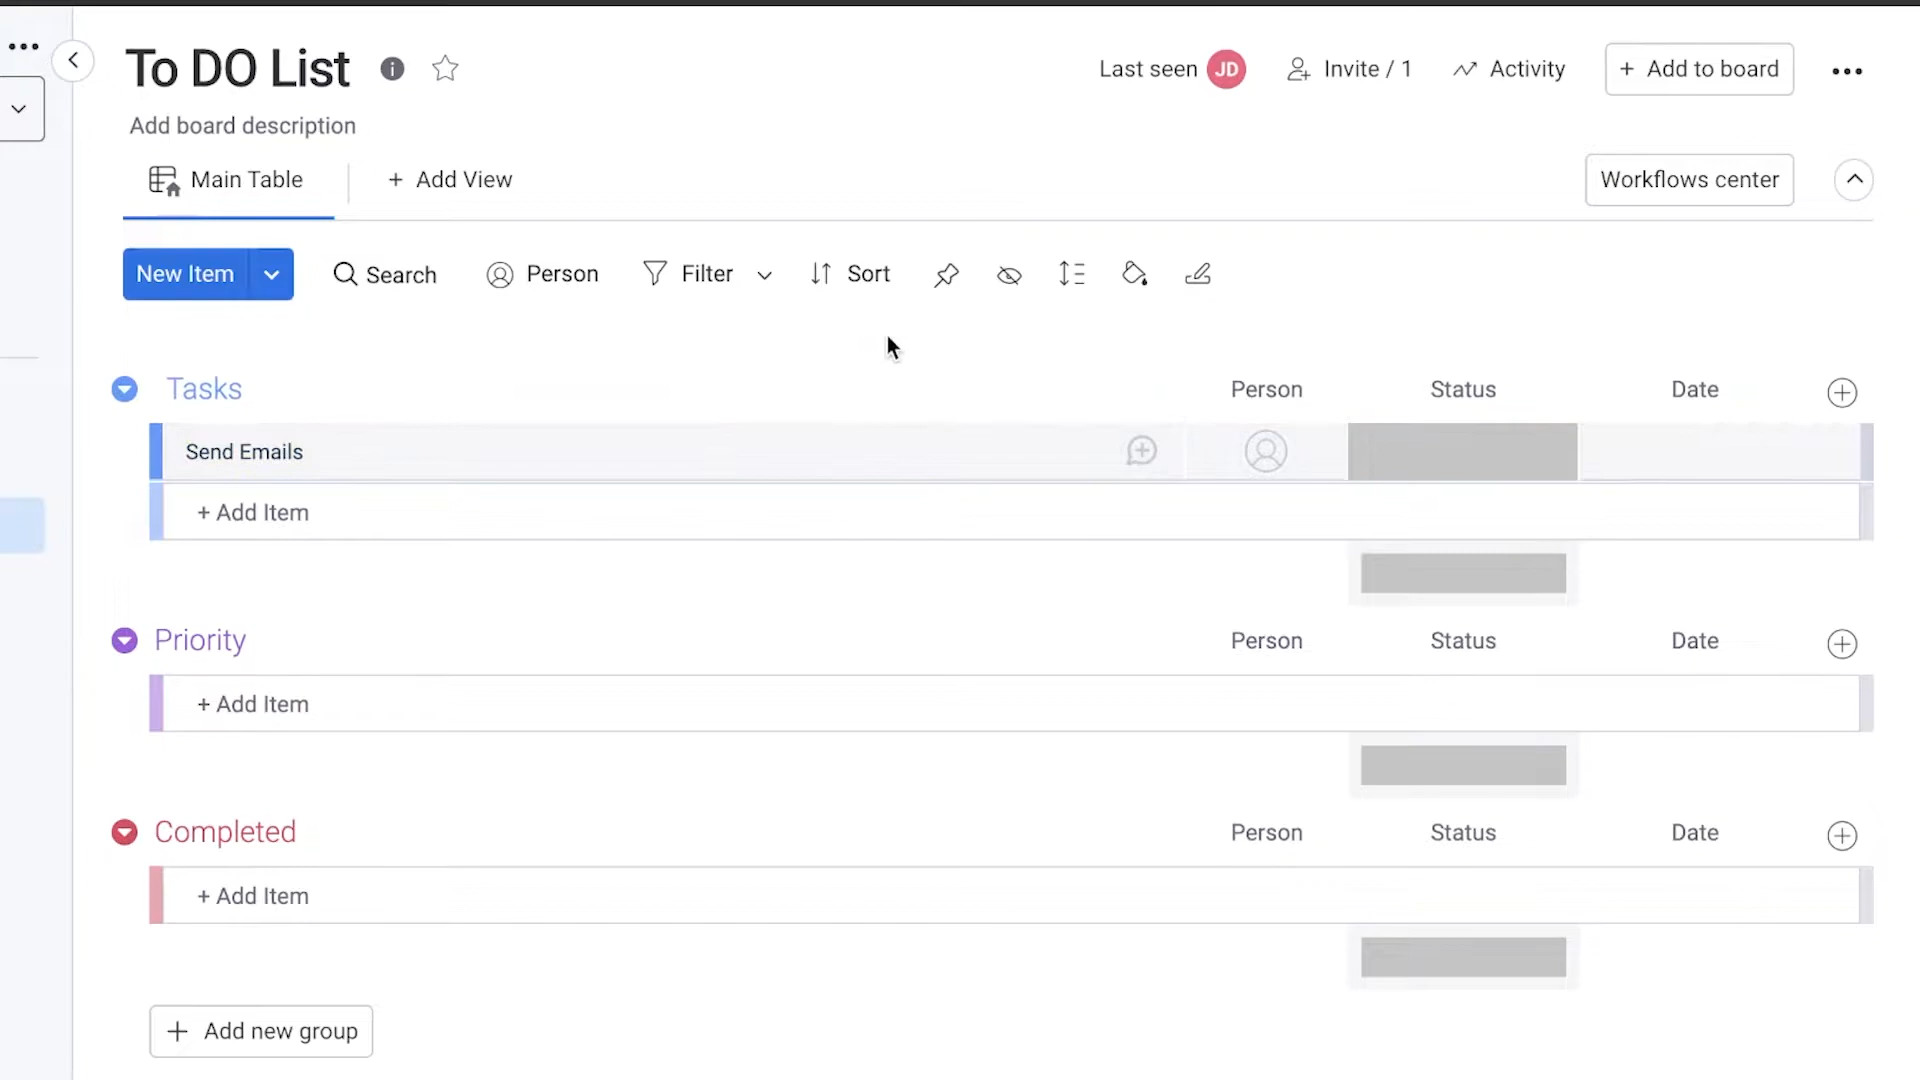 To DO List
Last seen JD Invite / 1 Activity + Add to board
Add board description
Main Table + Add View Workflows center
New Item Search Person Filter Sort
Tasks Person Status Date
Send Emails
+ Add Item
Priority Person Status Date
+ Add Item
Completed Person Status Date
+ Add Item
+ Add new group